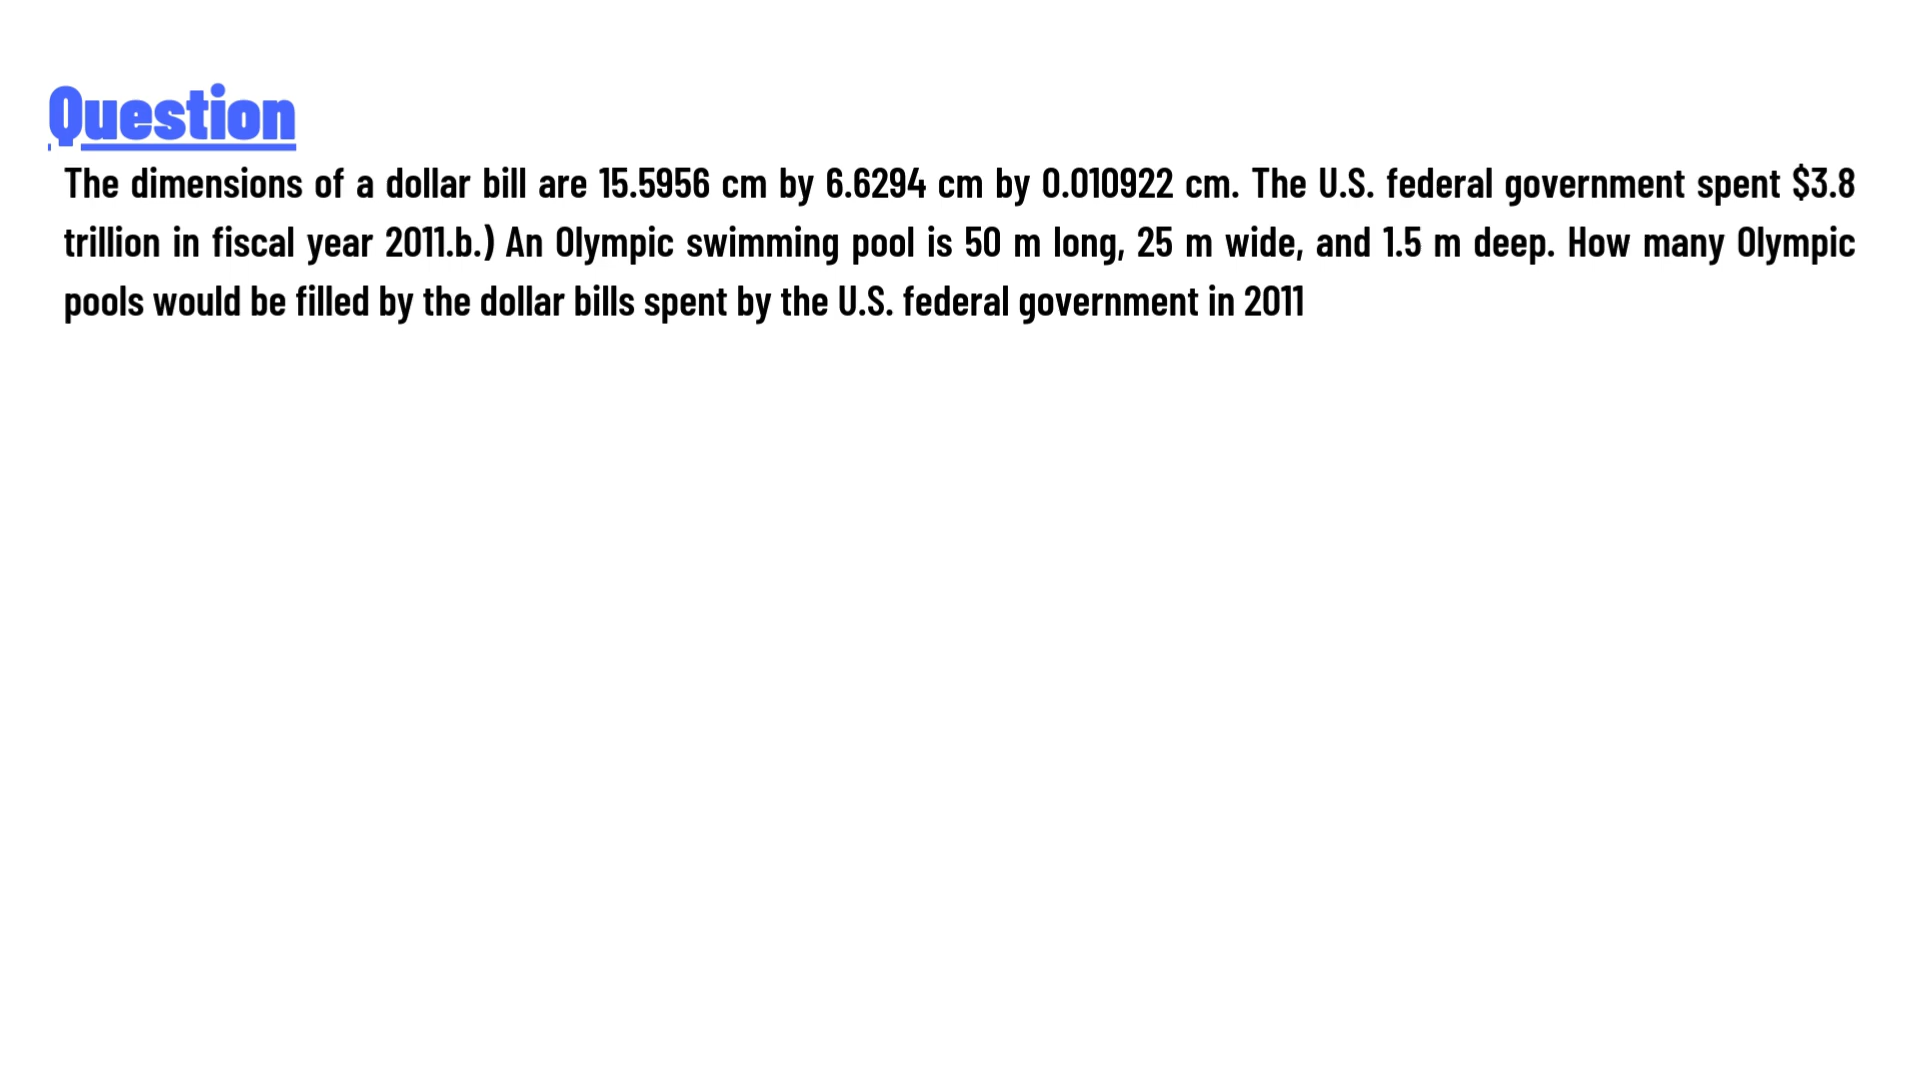 Question
The dimensions of a dollar bill are 15.5956 cm by 6.6294 cm by 0.010922 cm. The U.S. federal government spent $3.8
trillion in fiscal year 2011.b.) An Olympic swimming pool is 50 m long, 25 m wide, and 1.5 m deep. How many Olympic
pools would be filled by the dollar bills spent by the U.S. federal government in 2011